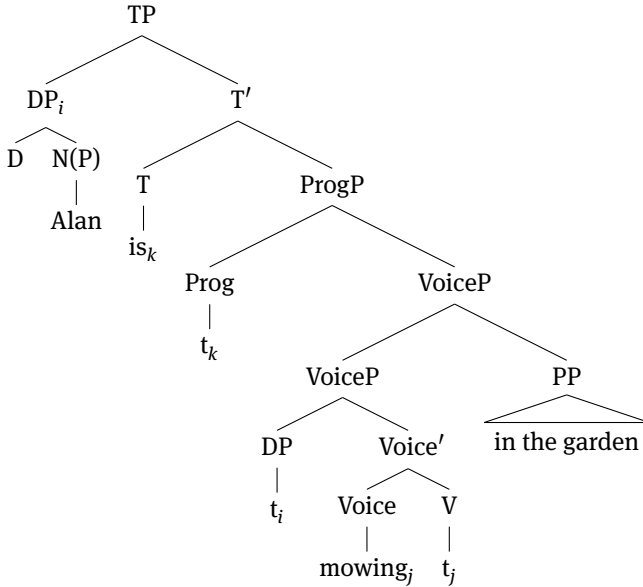 TP
DPᵢ T′
D N(P) T ProgP
Alan isₖ
Prog VoiceP
tₖ
VoiceP PP
DP Voice′ in the garden
tᵢ Voice V
mowingⱼ tⱼ